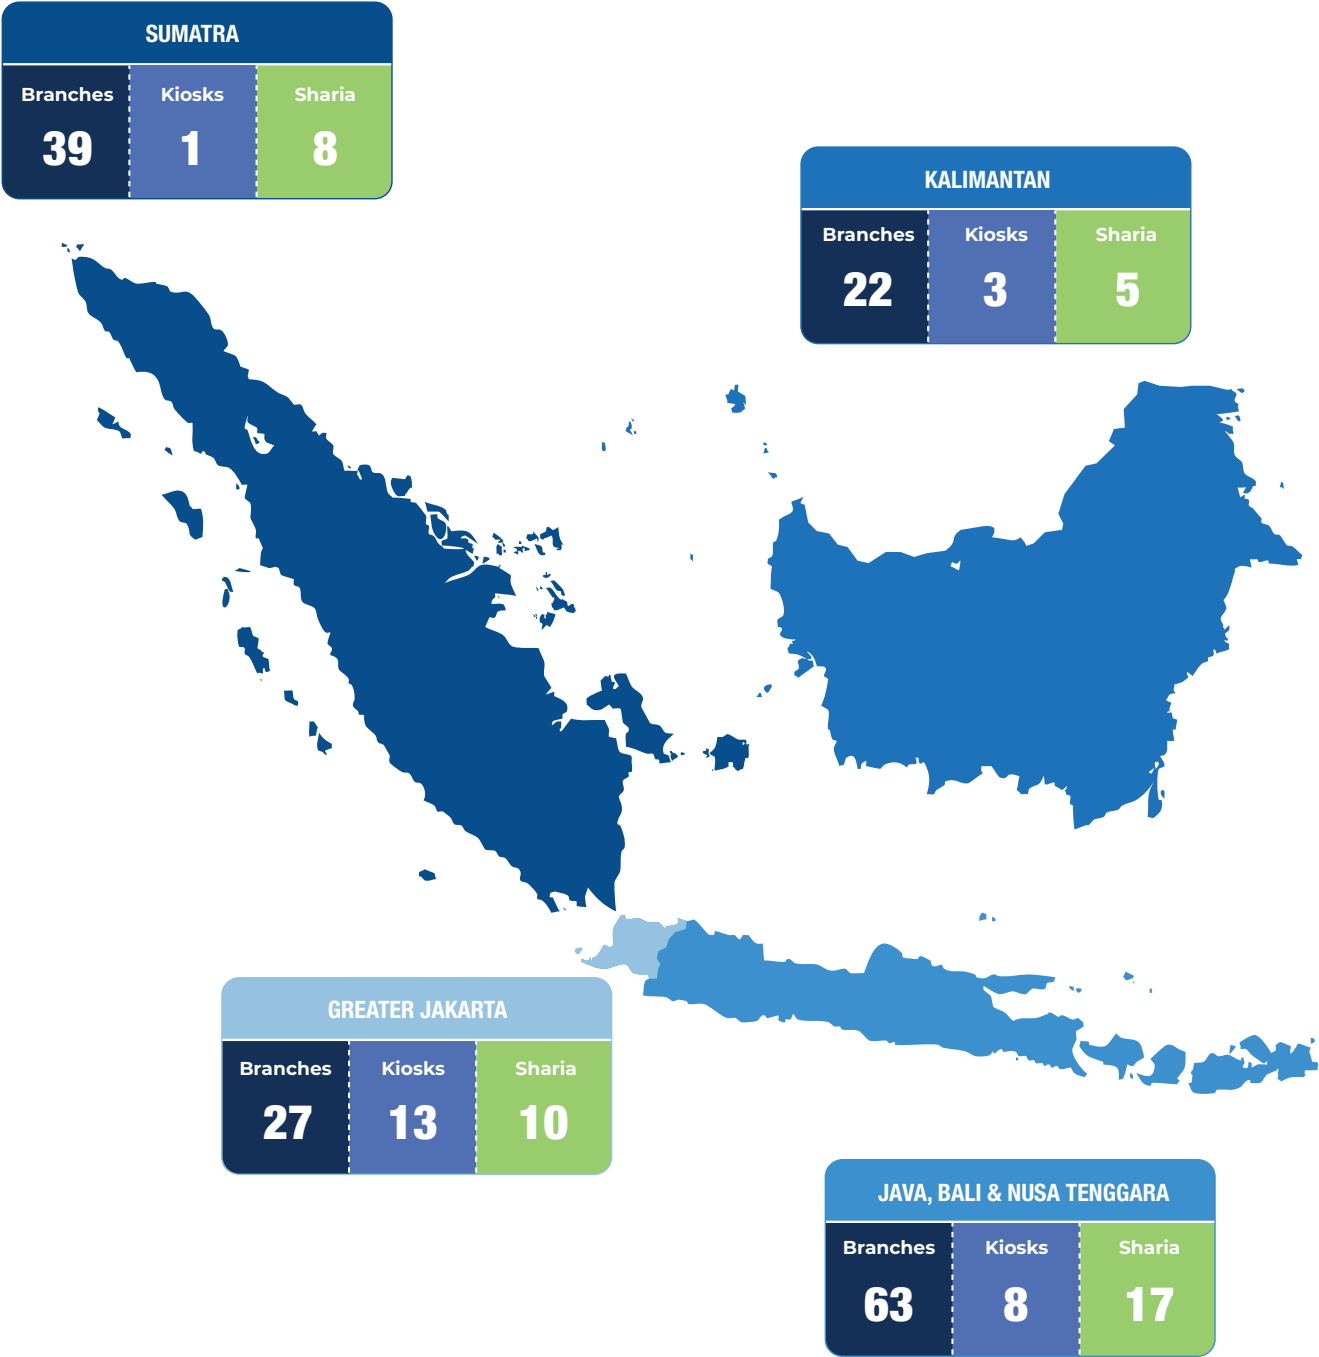 SUMATRA
Branches Kiosks Sharia
39 1 8
KALIMANTAN
Branches Kiosks Sharia
22 3 5
GREATER JAKARTA
Branches Kiosks Sharia
27 13 10
JAVA, BALI & NUSA TENGGARA
Branches Kiosks Sharia
63 8 17